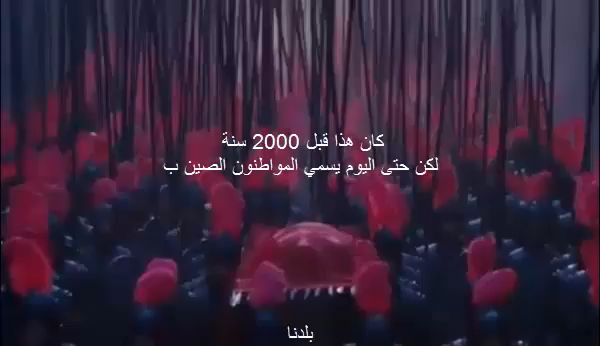 كان هذا قبل 2000 سنة
لكن حتى اليوم يسمي المواطنون الصين ب
بلدنا